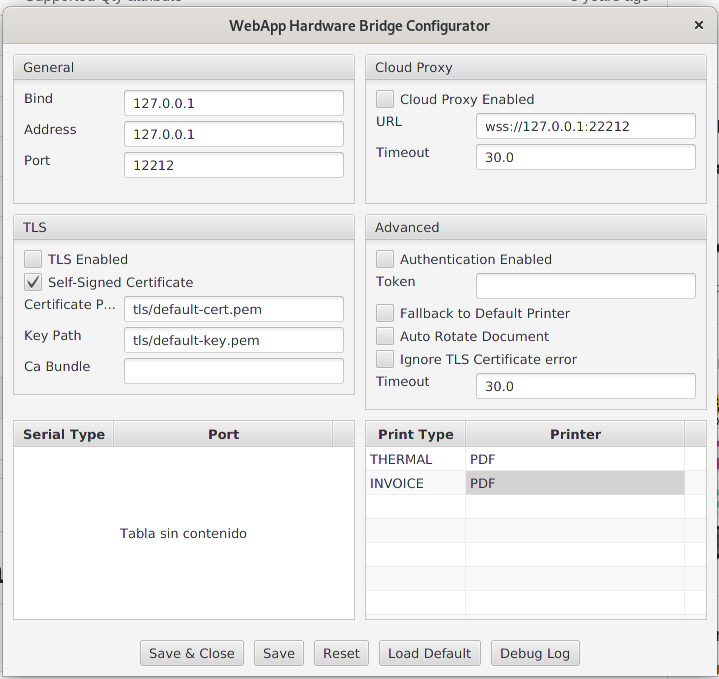 WebApp Hardware Bridge Configurator
General
Bind
127.0.0.1
Address
127.0.0.1
Port
12212
Cloud Proxy
Cloud Proxy Enabled
URL
wss://127.0.0.1:22212
Timeout
30.0
TLS
TLS Enabled
Self-Signed Certificate
Certificate P...
tls/default-cert.pem
Key Path
tls/default-key.pem
Ca Bundle
Advanced
Authentication Enabled
Token
Fallback to Default Printer
Auto Rotate Document
Ignore TLS Certificate error
Timeout
30.0
Serial Type Port
Tabla sin contenido
Print Type Printer
THERMAL PDF
INVOICE PDF
Save & Close Save Reset Load Default Debug Log